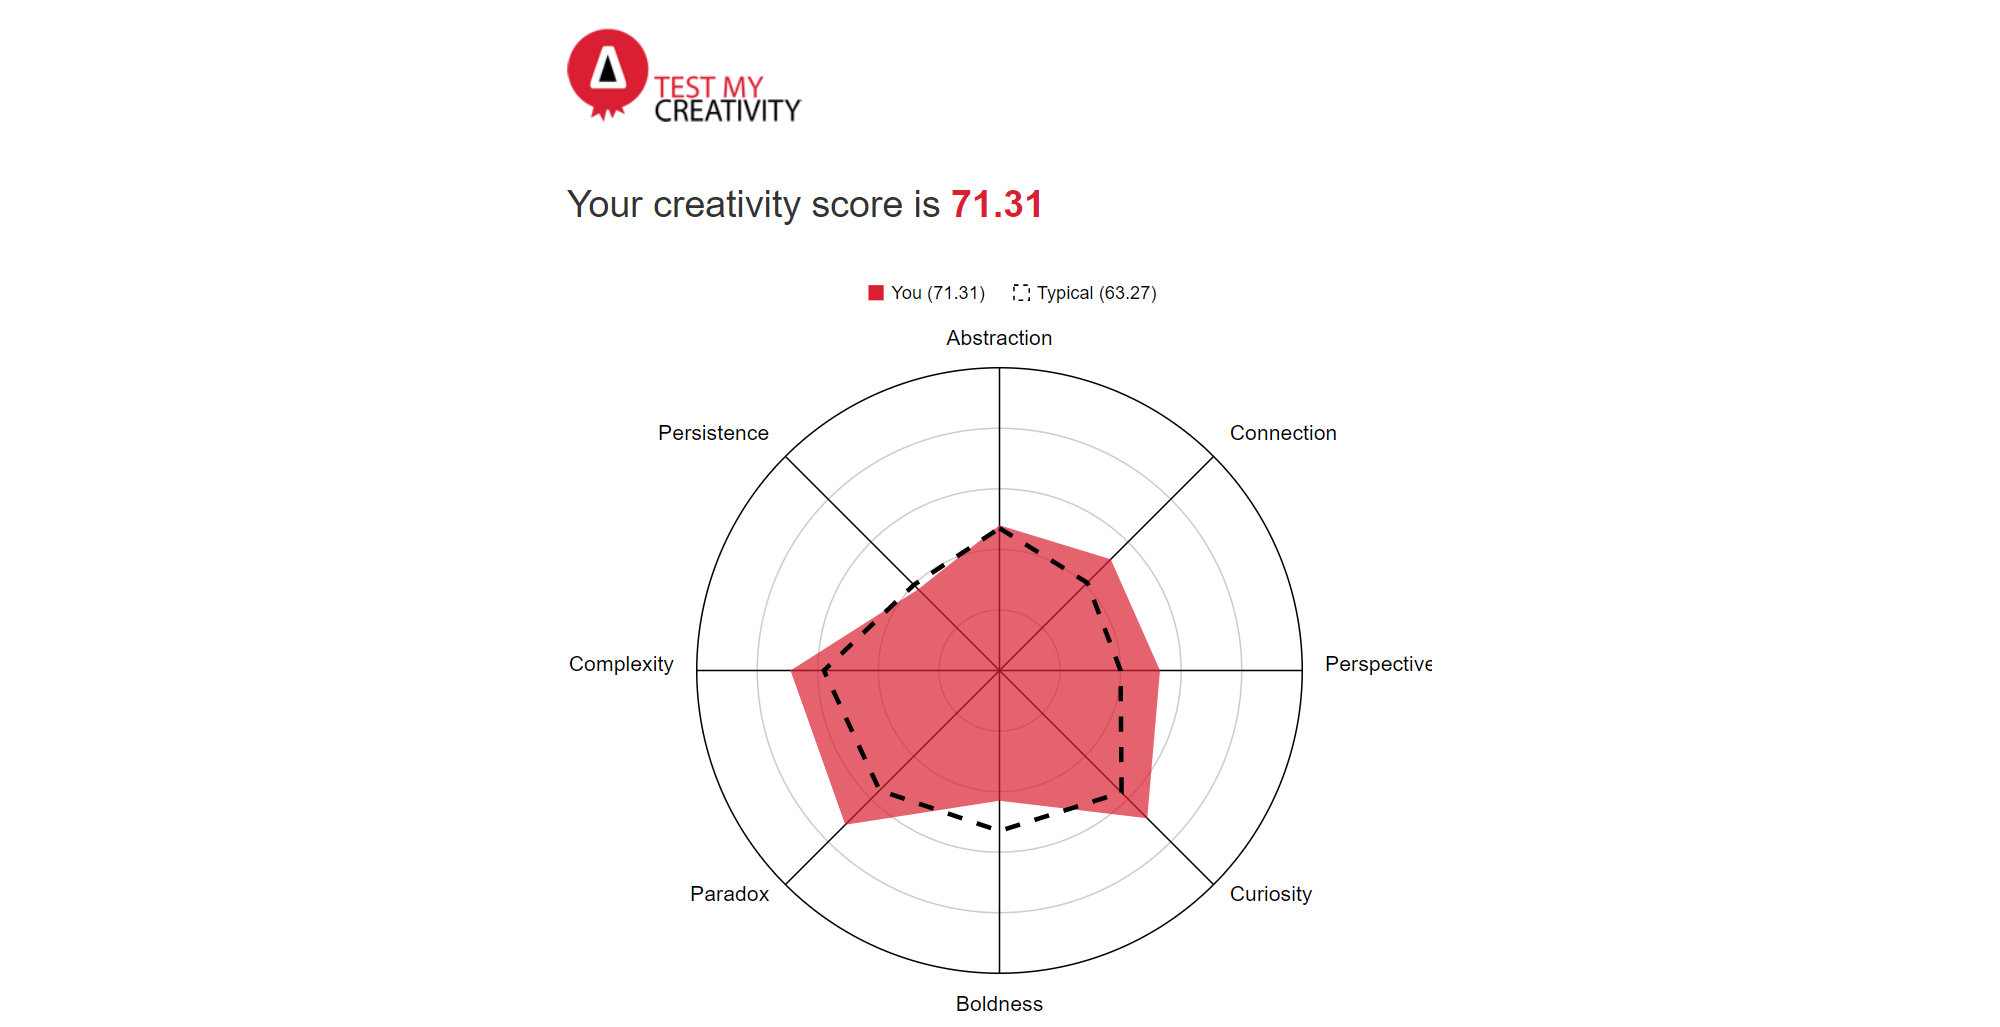 TEST MY
CREATIVITY
Your creativity score is 71.31
You (71.31) Typical (63.27)
Abstraction
Persistence Connection
Complexity Perspective
Paradox Curiosity
Boldness